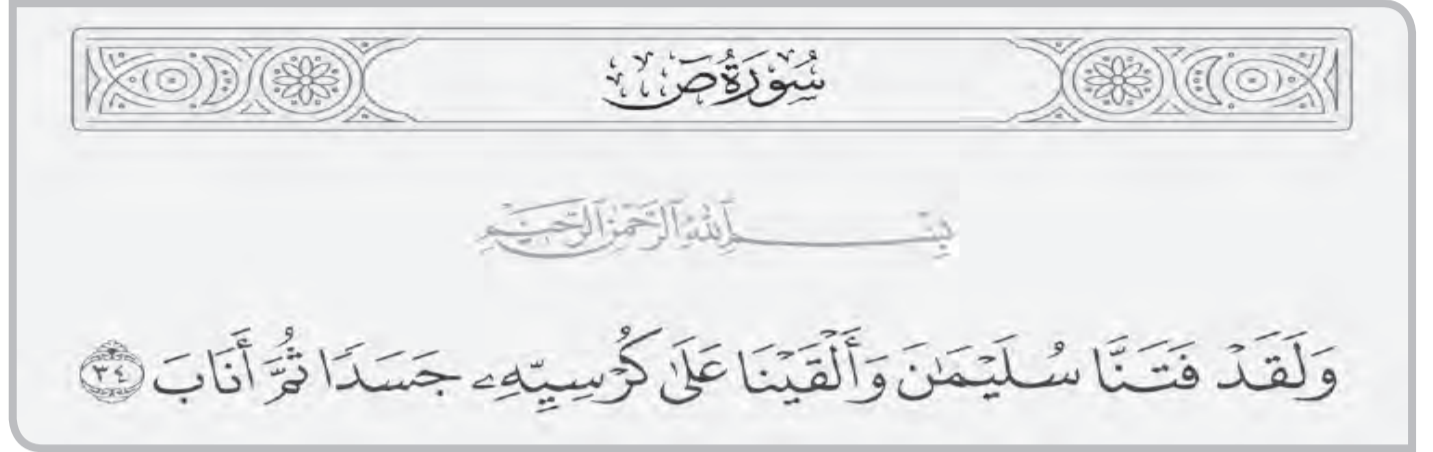 سُورَةُ صٓ
بِسْمِ ٱللَّهِ ٱلرَّحْمَٰنِ ٱلرَّحِيمِ
وَلَقَدْ فَتَنَّا سُلَيْمَٰنَ وَأَلْقَيْنَا عَلَىٰ كُرْسِيِّهِۦ جَسَدًا ثُمَّ أَنَابَ ٣٤